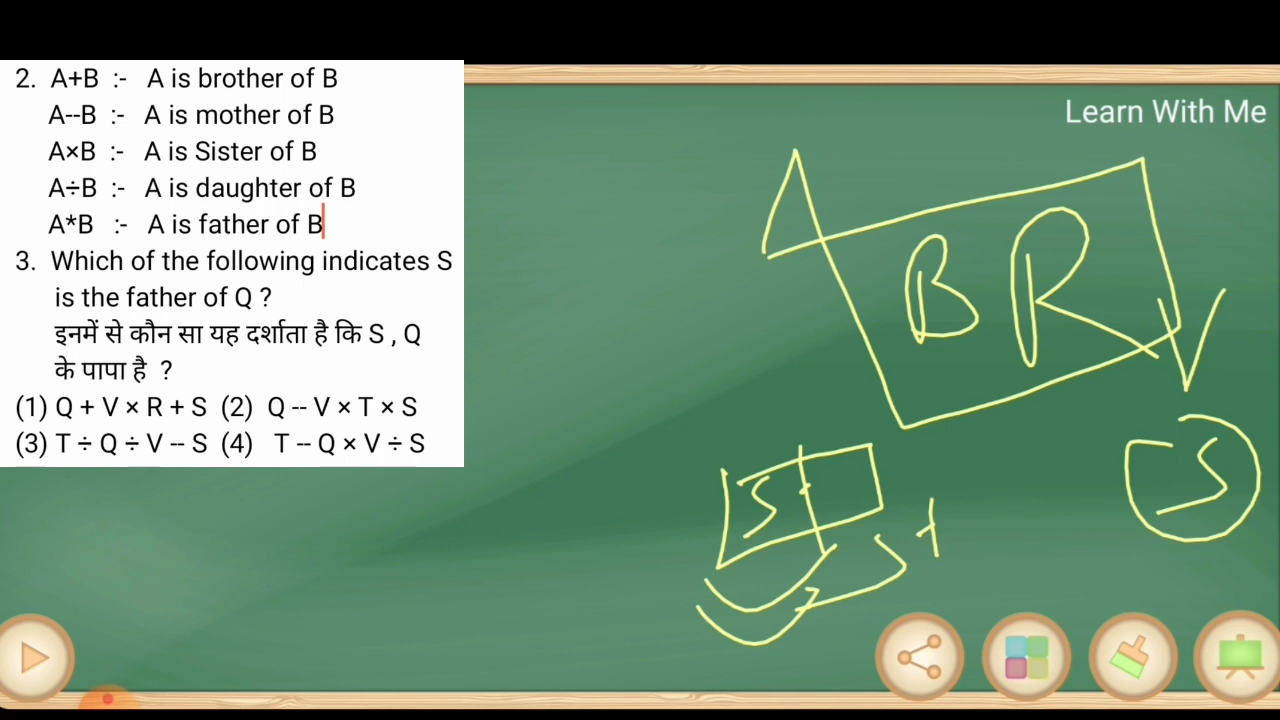 2. A+B :- A is brother of B
A--B :- A is mother of B
A×B :- A is Sister of B
A÷B :- A is daughter of B
A*B :- A is father of B
3. Which of the following indicates S
is the father of Q ?
इनमें से कौन सा यह दर्शाता है कि S , Q
के पापा है ?
(1) Q + V × R + S (2) Q -- V × T × S
(3) T ÷ Q ÷ V -- S (4) T -- Q × V ÷ S
Learn With Me
B R
S
S